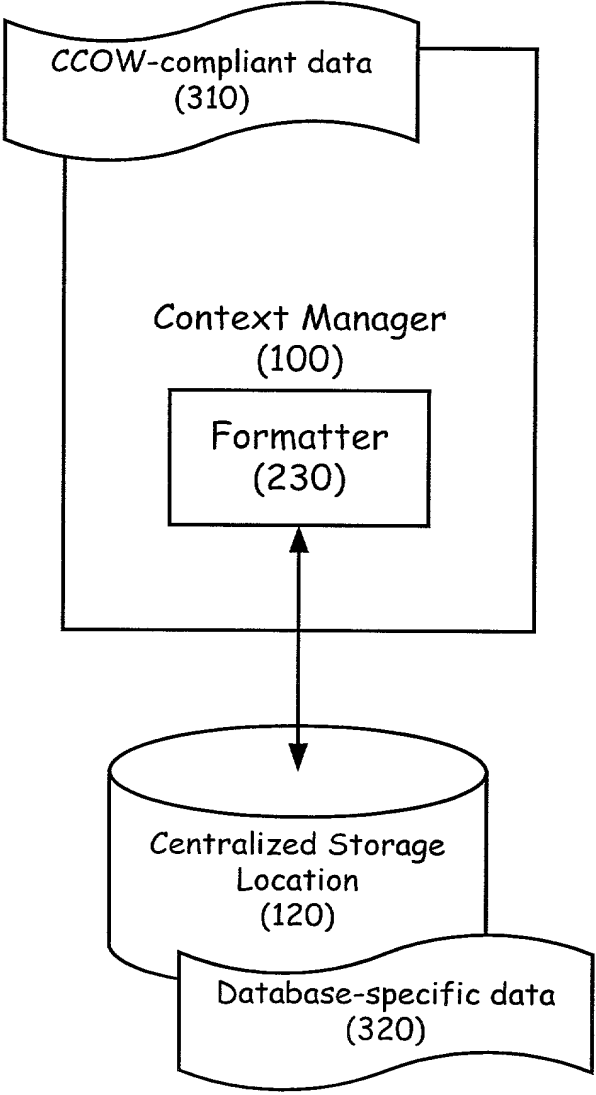 CCOW-compliant data
(310)
Context Manager
(100)
Formatter
(230)
Centralized Storage
Location
(120)
Database-specific data
(320)